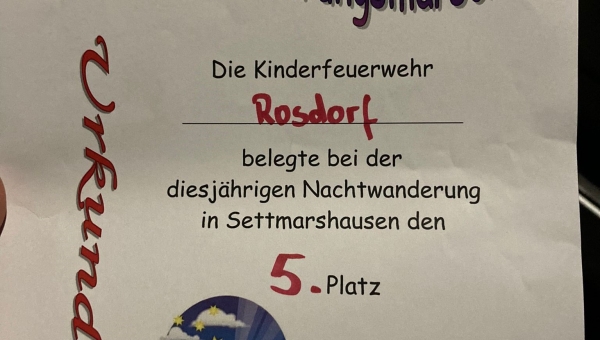 Urkund
Die Kinderfeuerwehr
Rosdorf
belegte bei der
diesjährigen Nachtwanderung
in Settmarshausen den
5. Platz